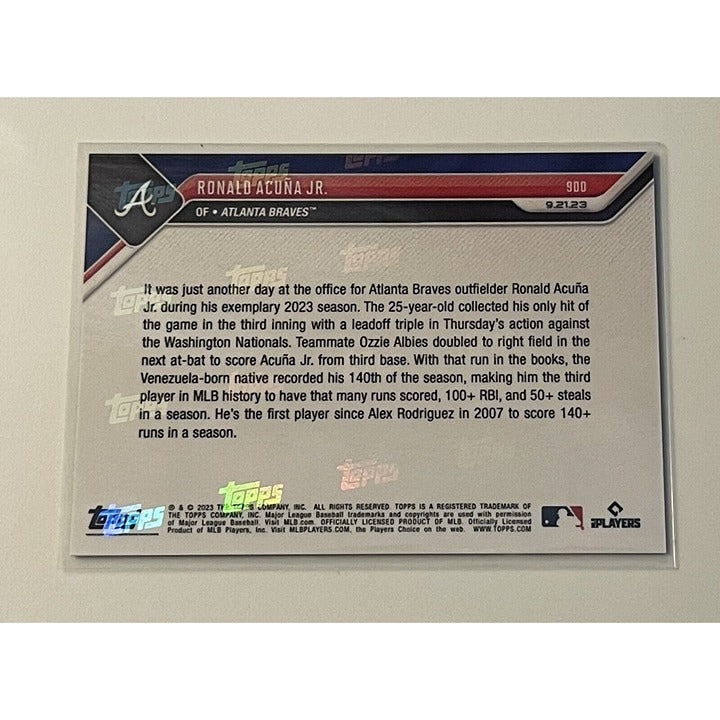 RONALD ACUÑA JR. 900
OF • ATLANTA BRAVES™ 9.21.23
It was just another day at the office for Atlanta Braves outfielder Ronald Acuña
Jr. during his exemplary 2023 season. The 25-year-old collected his only hit of
the game in the third inning with a leadoff triple in Thursday's action against
the Washington Nationals. Teammate Ozzie Albies doubled to right field in the
next at-bat to score Acuña Jr. from third base. With that run in the books, the
Venezuela-born native recorded his 140th of the season, making him the third
player in MLB history to have that many runs scored, 100+ RBI, and 50+ steals
in a season. He's the first player since Alex Rodriguez in 2007 to score 140+
runs in a season.
topps
® & © 2023 THE TOPPS COMPANY, INC. ALL RIGHTS RESERVED. TOPPS IS A REGISTERED TRADEMARK OF
THE TOPPS COMPANY, INC. Major League Baseball trademarks and copyrights are used with permission
of Major League Baseball. Visit MLB.com. OFFICIALLY LICENSED PRODUCT OF MLB. Officially Licensed
Product of MLB Players, Inc. Visit MLBPLAYERS.COM, the Players Choice on the web. WWW.TOPPS.COM
PLAYERS